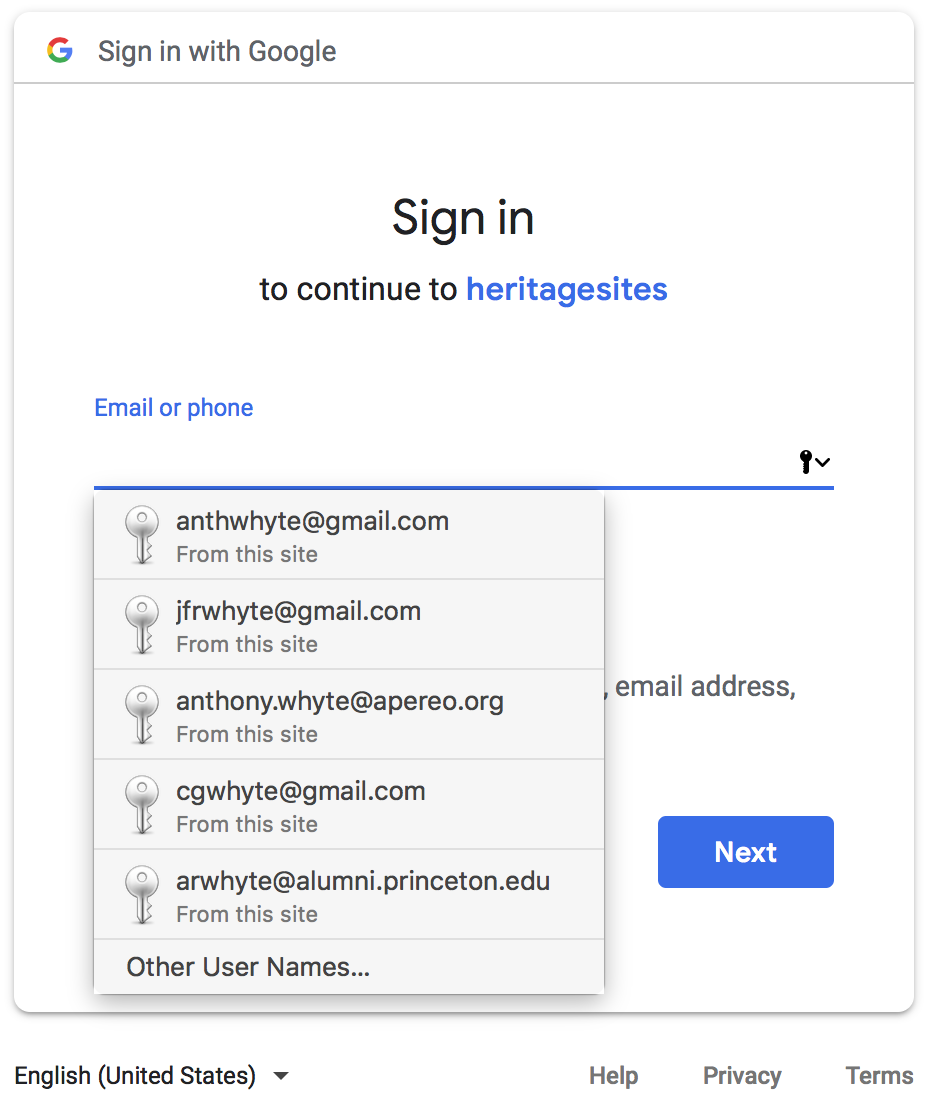 Sign in with Google
Sign in
to continue to heritagesites
Email or phone
anthwhyte@gmail.com
From this site
jfrwhyte@gmail.com
From this site
anthony.whyte@apereo.org
From this site
, email address,
cgwhyte@gmail.com
From this site
Next
arwhyte@alumni.princeton.edu
From this site
Other User Names...
English (United States)
Help Privacy Terms